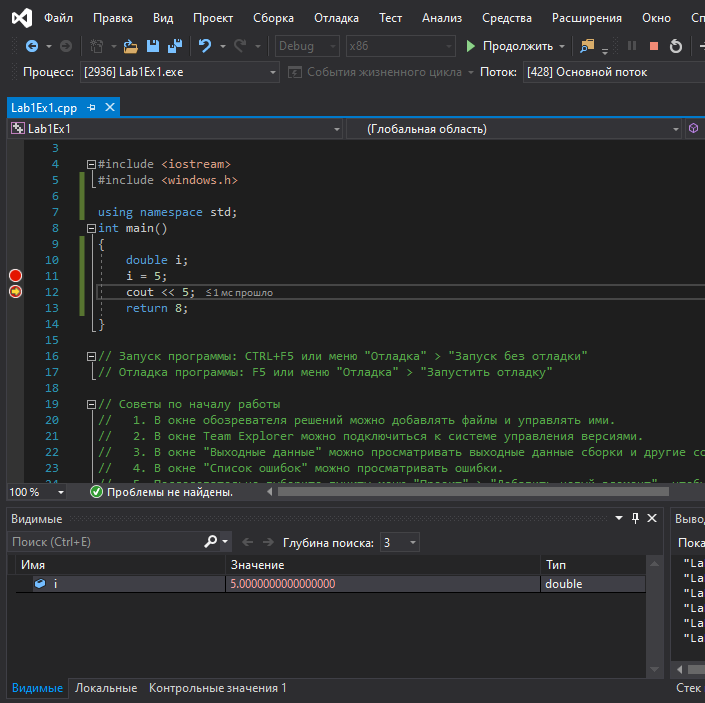 Файл Правка Вид Проект Сборка Отладка Тест Анализ Средства Расширения Окно
Debug x86 Продолжить
Процесс: [2936] Lab1Ex1.exe События жизненного цикла Поток: [428] Основной поток
Lab1Ex1.cpp
Lab1Ex1 (Глобальная область)
3
4 #include <iostream>
5 #include <windows.h>
6
7 using namespace std;
8 int main()
9 {
10 double i;
11 i = 5;
12 cout << 5; ≤1 мс прошло
13 return 8;
14 }
15
16 // Запуск программы: CTRL+F5 или меню "Отладка" > "Запуск без отладки"
17 // Отладка программы: F5 или меню "Отладка" > "Запустить отладку"
18
19 // Советы по началу работы
20 // 1. В окне обозревателя решений можно добавлять файлы и управлять ими.
21 // 2. В окне Team Explorer можно подключиться к системе управления версиями.
22 // 3. В окне "Выходные данные" можно просматривать выходные данные сборки и другие со
23 // 4. В окне "Список ошибок" можно просматривать ошибки.
100 % Проблемы не найдены.
Видимые
Поиск (Ctrl+E) Глубина поиска: 3
Имя Значение Тип
i 5.0000000000000000 double
Видимые Локальные Контрольные значения 1
Выво
Пока
"La
"La
"La
"La
"La
"La
Стек